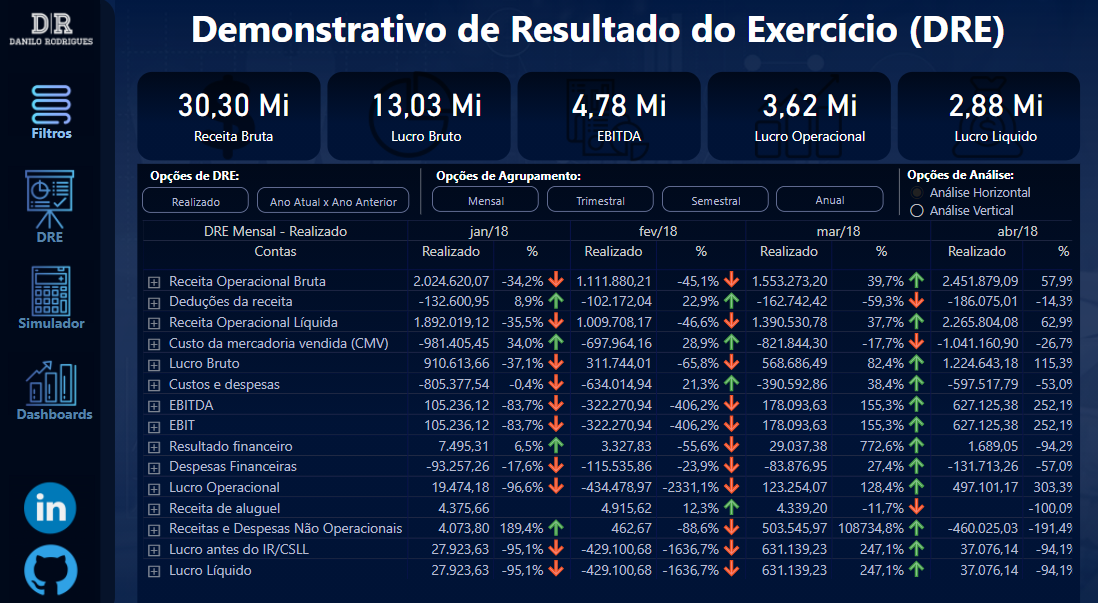 D|R
DANILO RODRIGUES
Demonstrativo de Resultado do Exercício (DRE)
Filtros
DRE
Simulador
Dashboards
in
30,30 Mi
Receita Bruta
13,03 Mi
Lucro Bruto
4,78 Mi
EBITDA
3,62 Mi
Lucro Operacional
2,88 Mi
Lucro Liquido
Opções de DRE:
Realizado
Ano Atual x Ano Anterior
Opções de Agrupamento:
Mensal
Trimestral
Semestral
Anual
Opções de Análise:
Análise Horizontal
Análise Vertical
DRE Mensal - Realizado jan/18 fev/18 mar/18 abr/18
Contas Realizado % Realizado % Realizado % Realizado %
Receita Operacional Bruta 2.024.620,07 -34,2% 1.111.880,21 -45,1% 1.553.273,20 39,7% 2.451.879,09 57,9%
Deduções da receita -132.600,95 8,9% -102.172,04 22,9% -162.742,42 -59,3% -186.075,01 -14,3%
Receita Operacional Líquida 1.892.019,12 -35,5% 1.009.708,17 -46,6% 1.390.530,78 37,7% 2.265.804,08 62,9%
Custo da mercadoria vendida (CMV) -981.405,45 34,0% -697.964,16 28,9% -821.844,30 -17,7% -1.041.160,90 -26,7%
Lucro Bruto 910.613,66 -37,1% 311.744,01 -65,8% 568.686,49 82,4% 1.224.643,18 115,3%
Custos e despesas -805.377,54 -0,4% -634.014,94 21,3% -390.592,86 38,4% -597.517,79 -53,0%
EBITDA 105.236,12 -83,7% -322.270,94 -406,2% 178.093,63 155,3% 627.125,38 252,1%
EBIT 105.236,12 -83,7% -322.270,94 -406,2% 178.093,63 155,3% 627.125,38 252,1%
Resultado financeiro 7.495,31 6,5% 3.327,83 -55,6% 29.037,38 772,6% 1.689,05 -94,2%
Despesas Financeiras -93.257,26 -17,6% -115.535,86 -23,9% -83.876,95 27,4% -131.713,26 -57,0%
Lucro Operacional 19.474,18 -96,6% -434.478,97 -2331,1% 123.254,07 128,4% 497.101,17 303,3%
Receita de aluguel 4.375,66 4.915,62 12,3% 4.339,20 -11,7% -100,0%
Receitas e Despesas Não Operacionais 4.073,80 189,4% 462,67 -88,6% 503.545,97 108734,8% -460.025,03 -191,4%
Lucro antes do IR/CSLL 27.923,63 -95,1% -429.100,68 -1636,7% 631.139,23 247,1% 37.076,14 -94,1%
Lucro Líquido 27.923,63 -95,1% -429.100,68 -1636,7% 631.139,23 247,1% 37.076,14 -94,1%